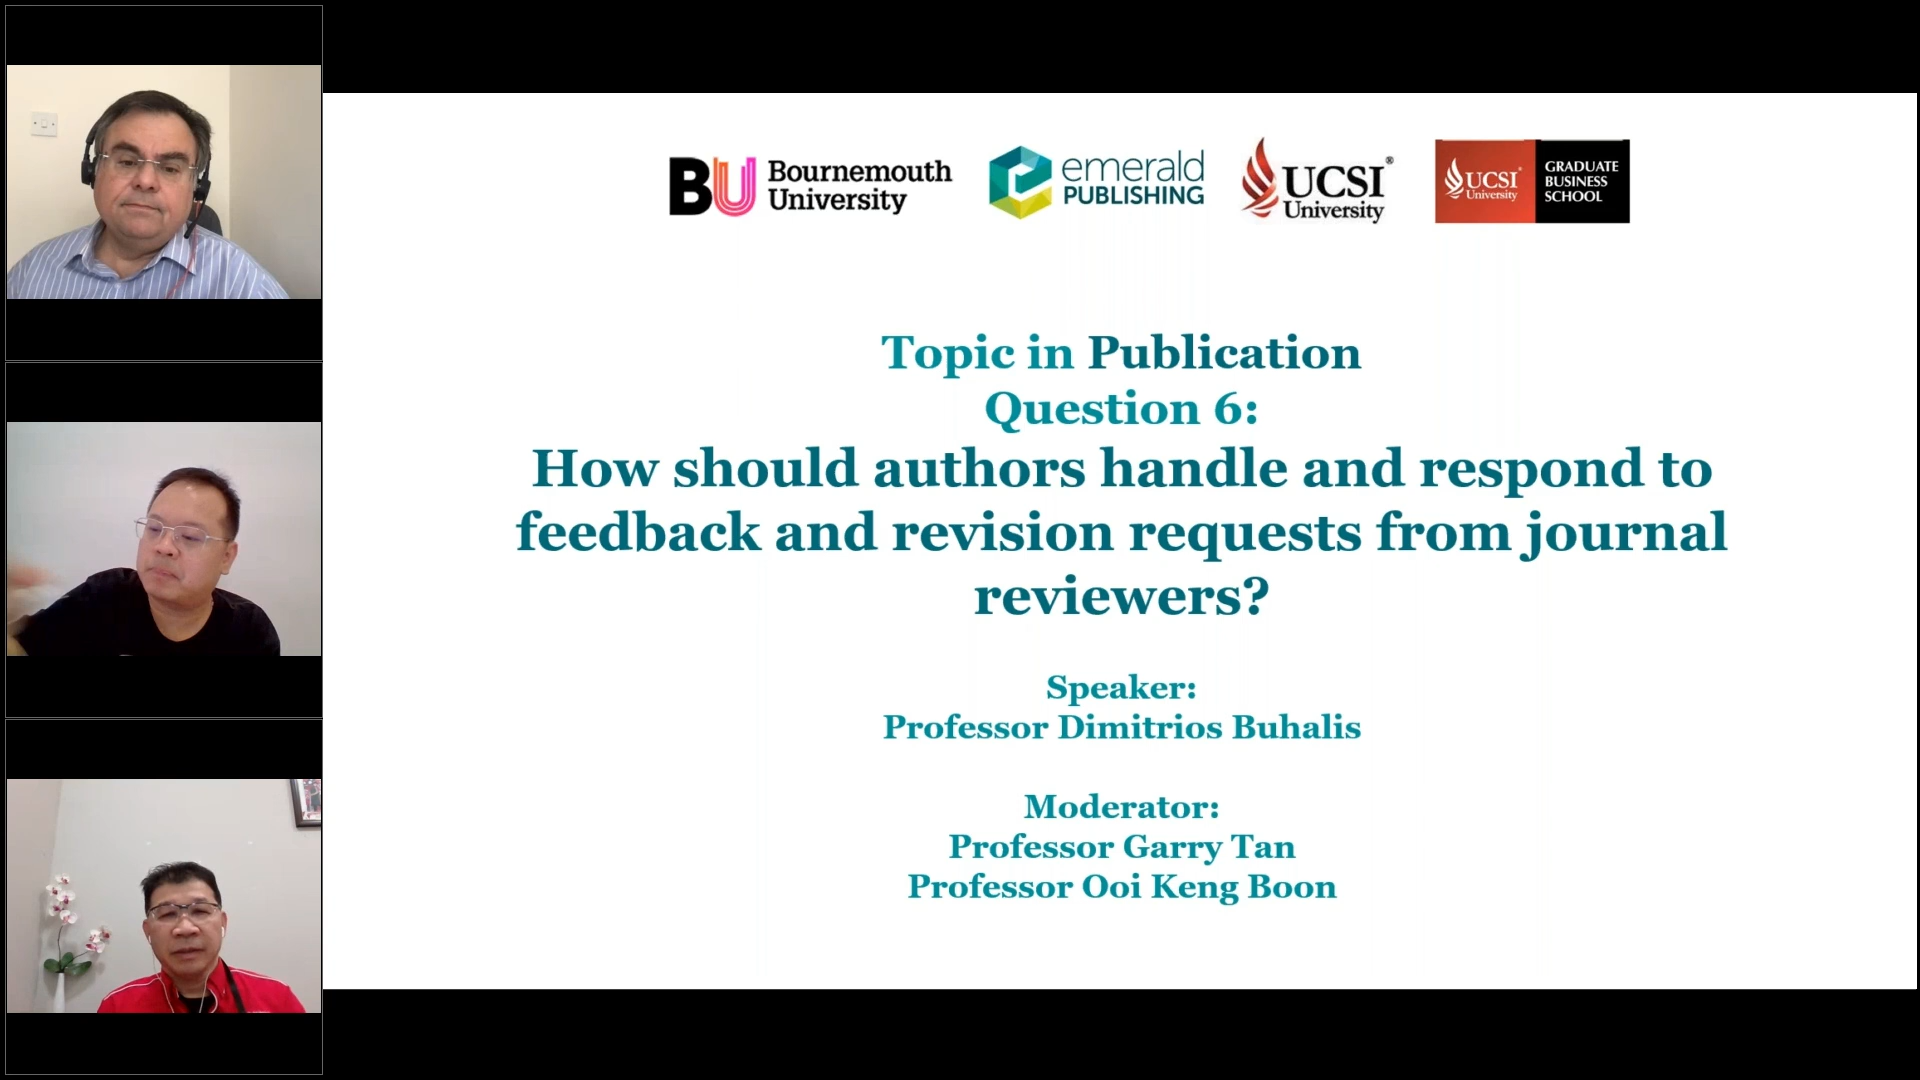 BU Bournemouth
University
emerald
PUBLISHING
UCSI®
University
UCSI®
University
GRADUATE
BUSINESS
SCHOOL
Topic in Publication
Question 6:
How should authors handle and respond to
feedback and revision requests from journal
reviewers?
Speaker:
Professor Dimitrios Buhalis
Moderator:
Professor Garry Tan
Professor Ooi Keng Boon